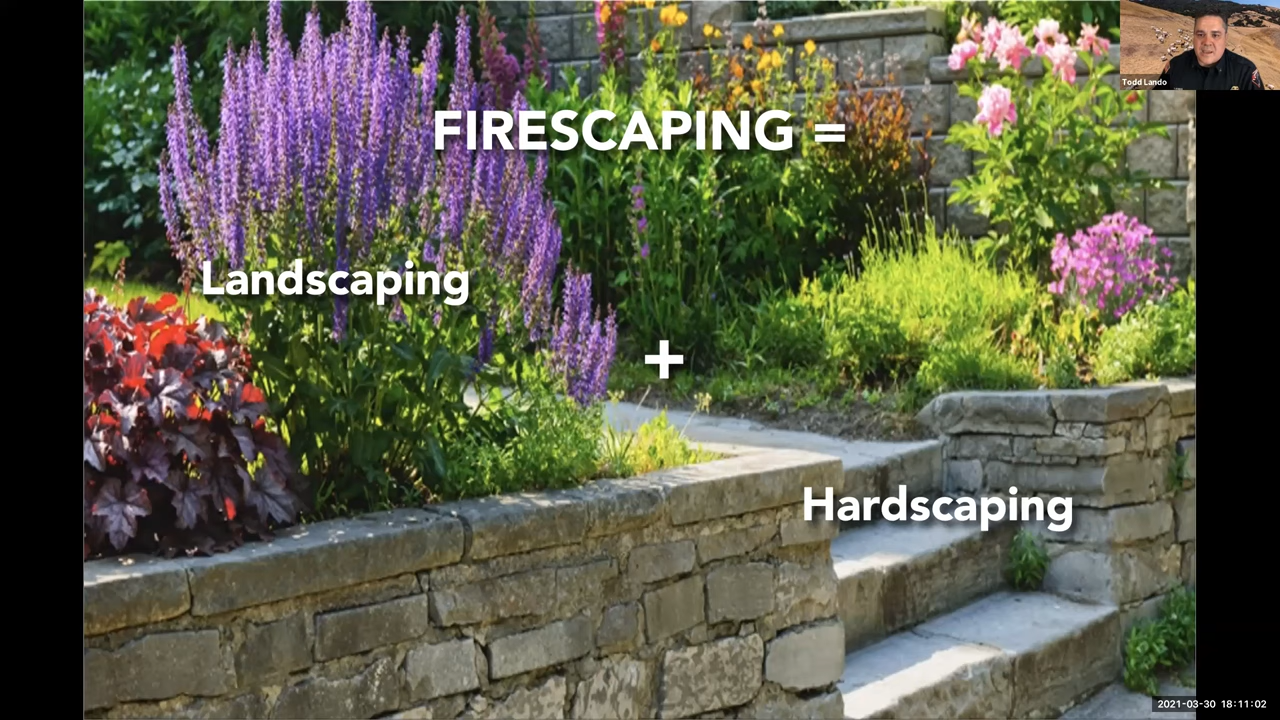 Todd Lando
FIRESCAPING =
Landscaping
+
Hardscaping
2021-03-30 18:11:02